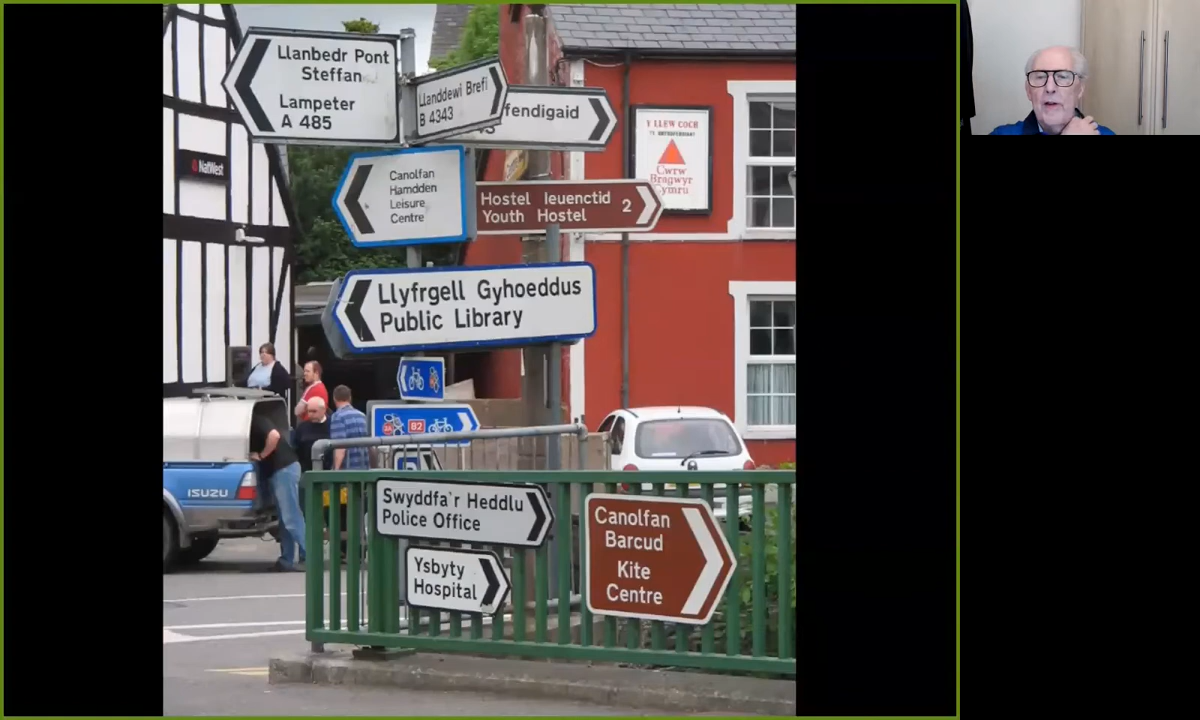 Llanbedr Pont
Steffan
Lampeter
A 485
Llanddewi Brefi
B 4343
fendigaid
NatWest
Canolfan
Hamdden
Leisure
Centre
Hostel Ieuenctid
Youth Hostel
2
Y LLEW COCH
Cwrw
Bragwyr
Cymru
Llyfrgell Gyhoeddus
Public Library
82
ISUZU
Swyddfa'r Heddlu
Police Office
Ysbyty
Hospital
Canolfan
Barcud
Kite
Centre